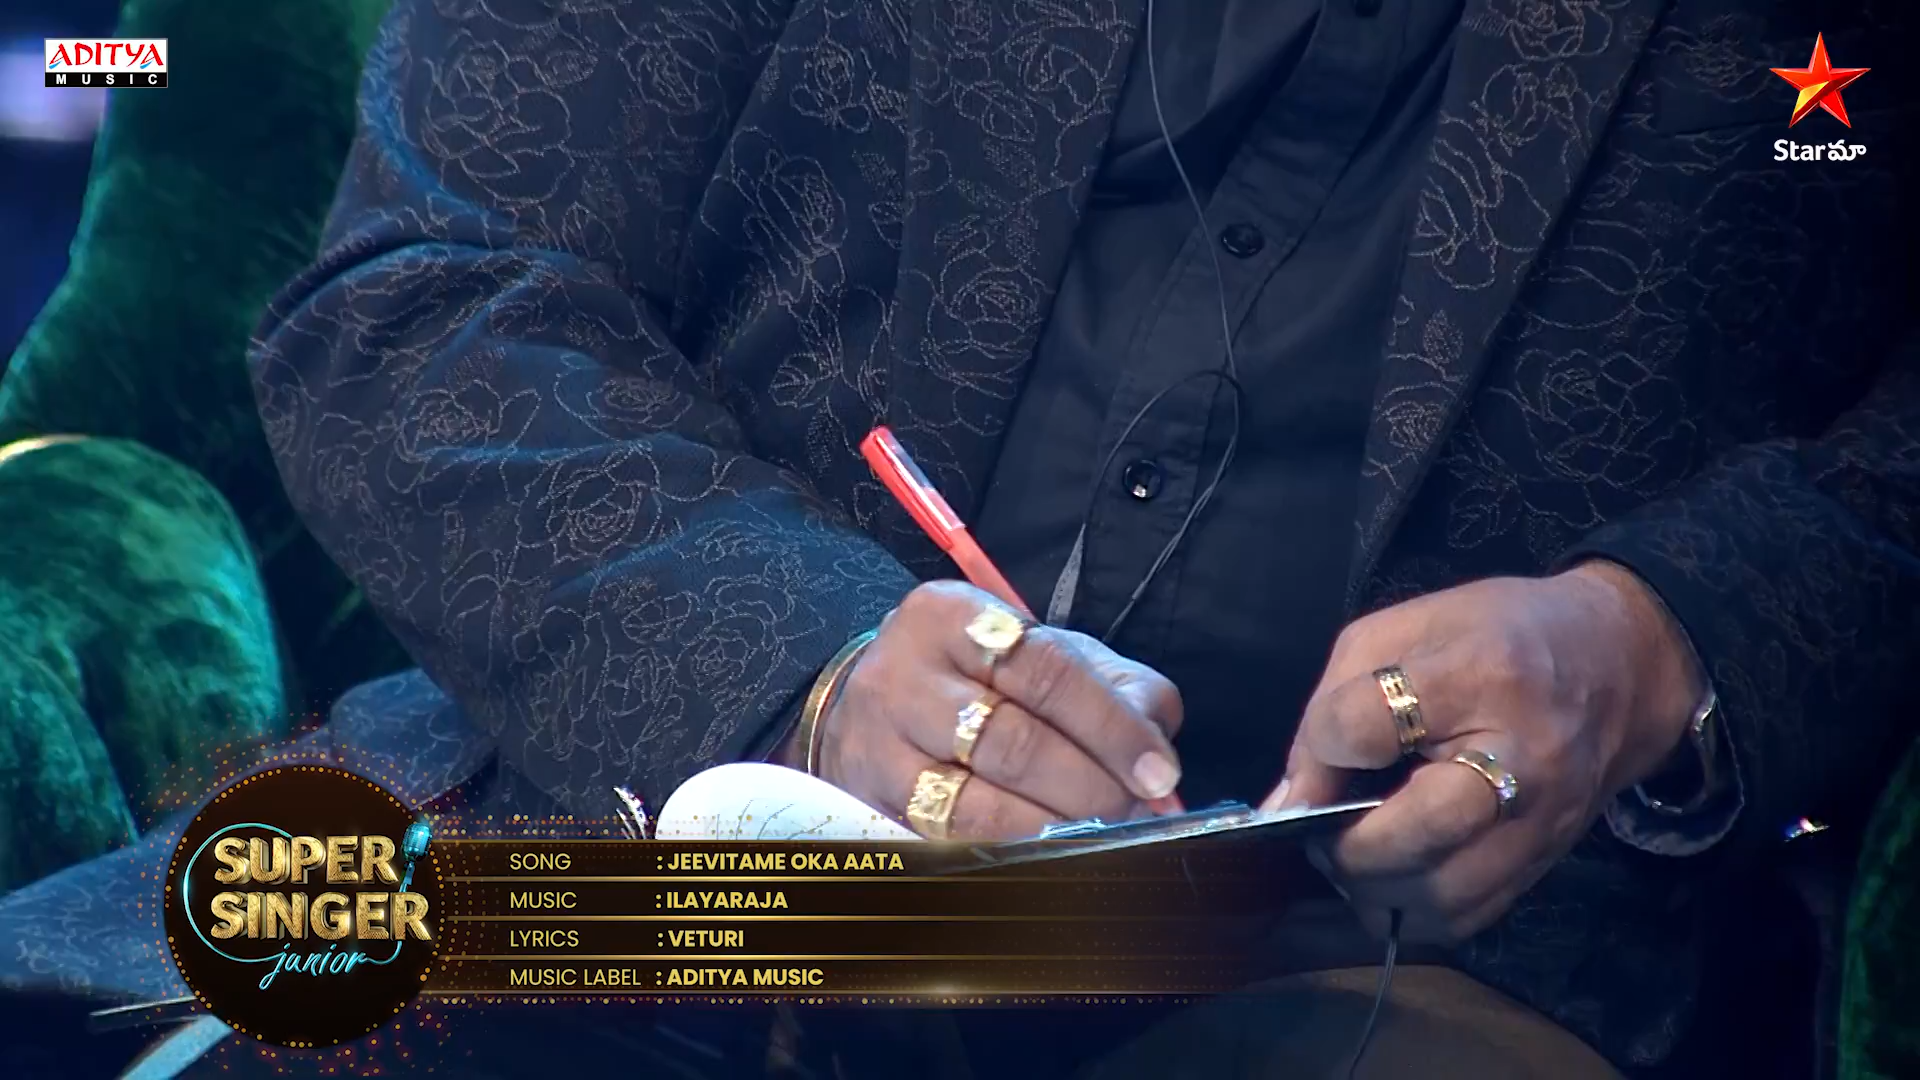 ADITYA
MUSIC
Starమా
SUPER
SINGER
junior
SONG : JEEVITAME OKA AATA
MUSIC : ILAYARAJA
LYRICS : VETURI
MUSIC LABEL : ADITYA MUSIC